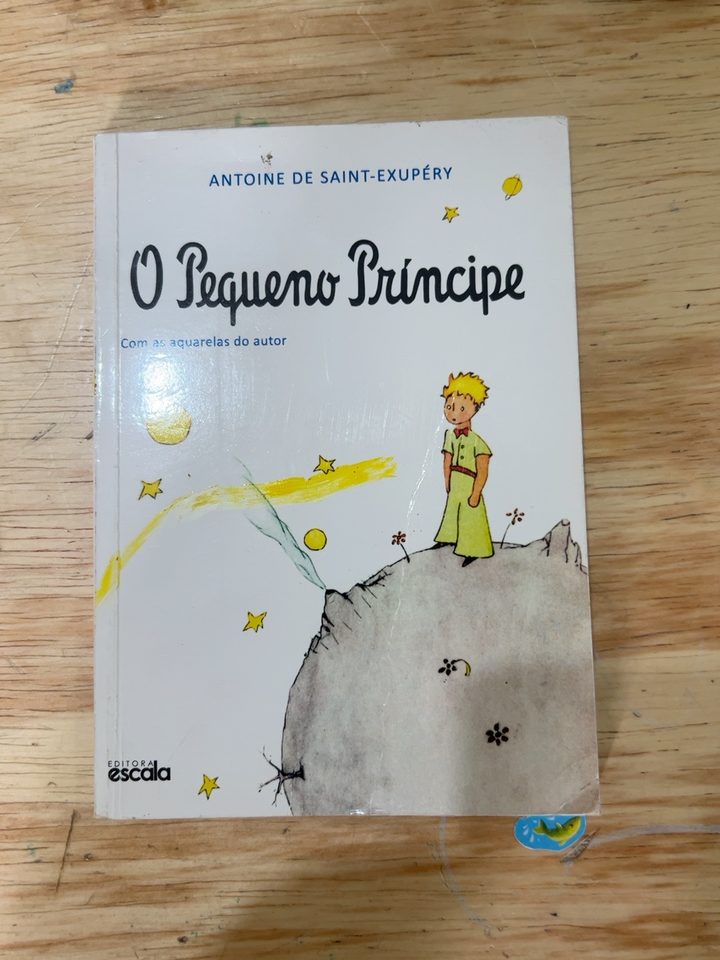 ANTOINE DE SAINT-EXUPÉRY
O Pequeno Príncipe
Com as aquarelas do autor
EDITORA
escala